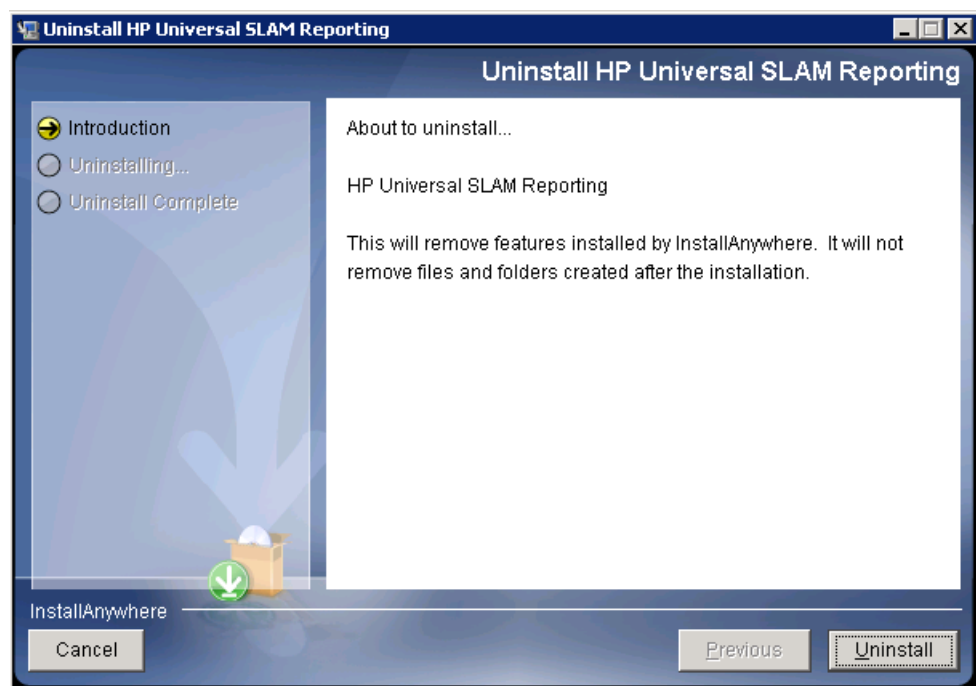 Uninstall HP Universal SLAM Reporting
Uninstall HP Universal SLAM Reporting
Introduction
Uninstalling...
Uninstall Complete
About to uninstall...
HP Universal SLAM Reporting
This will remove features installed by InstallAnywhere.  It will not
remove files and folders created after the installation.
InstallAnywhere
Cancel
Previous
Uninstall